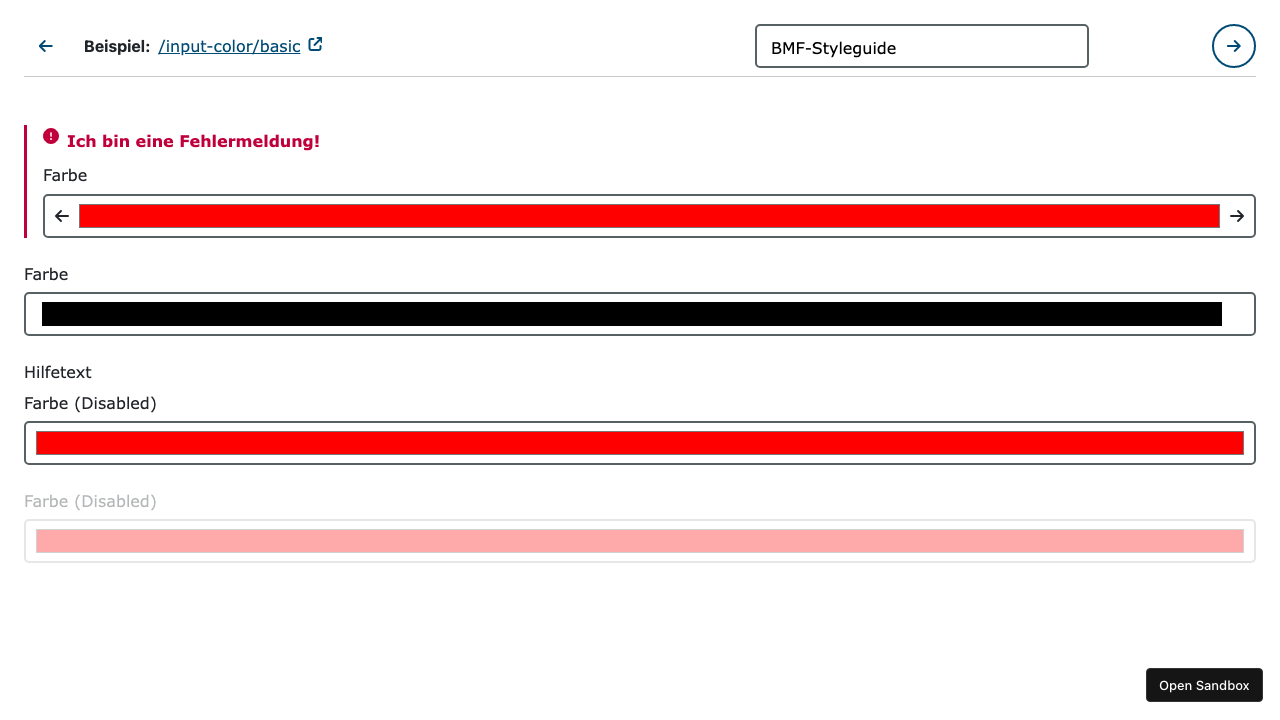 Beispiel: /input-color/basic
BMF-Styleguide
Ich bin eine Fehlermeldung!
Farbe
Farbe
Hilfetext
Farbe (Disabled)
Farbe (Disabled)
Open Sandbox